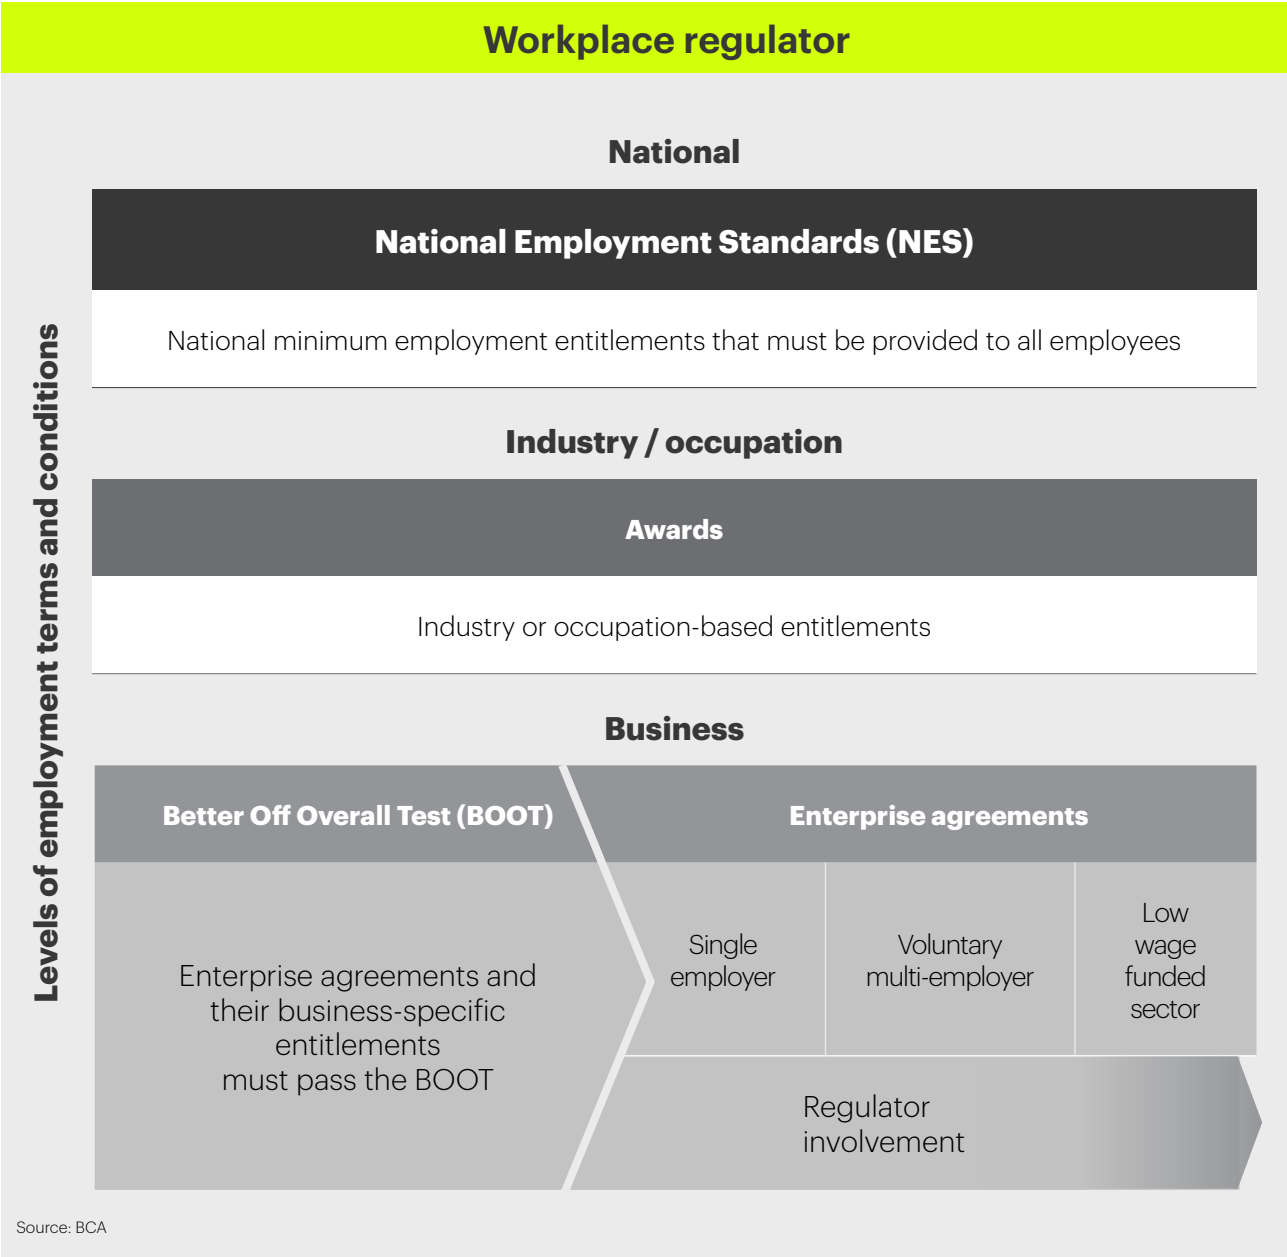 Workplace regulator
Levels of employment terms and conditions
National
National Employment Standards (NES)
National minimum employment entitlements that must be provided to all employees
Industry / occupation
Awards
Industry or occupation-based entitlements
Business
Better Off Overall Test (BOOT)
Enterprise agreements and
their business-specific
entitlements
must pass the BOOT
Enterprise agreements
Single
employer
Voluntary
multi-employer
Low
wage
funded
sector
Regulator
involvement
Source: BCA